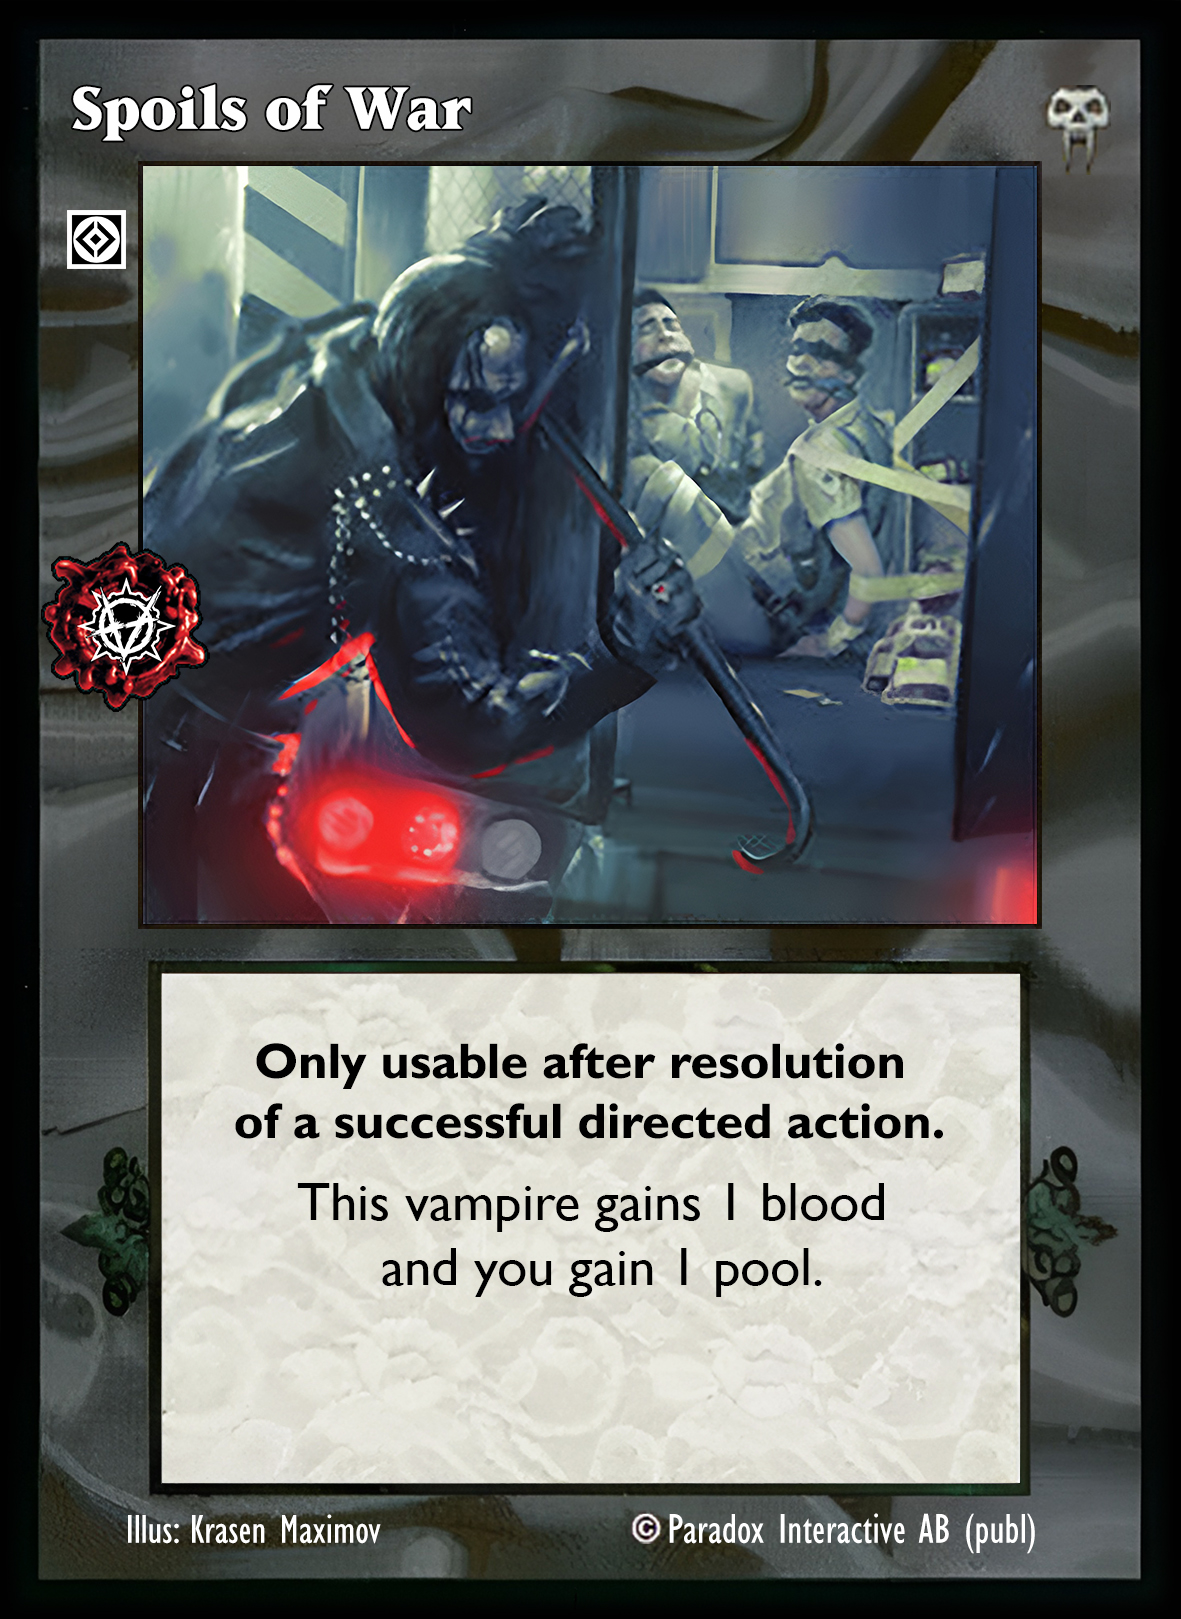 Spoils of War
Only usable after resolution
of a successful directed action.
This vampire gains 1 blood
and you gain 1 pool.
Illus: Krasen Maximov
© Paradox Interactive AB (publ)